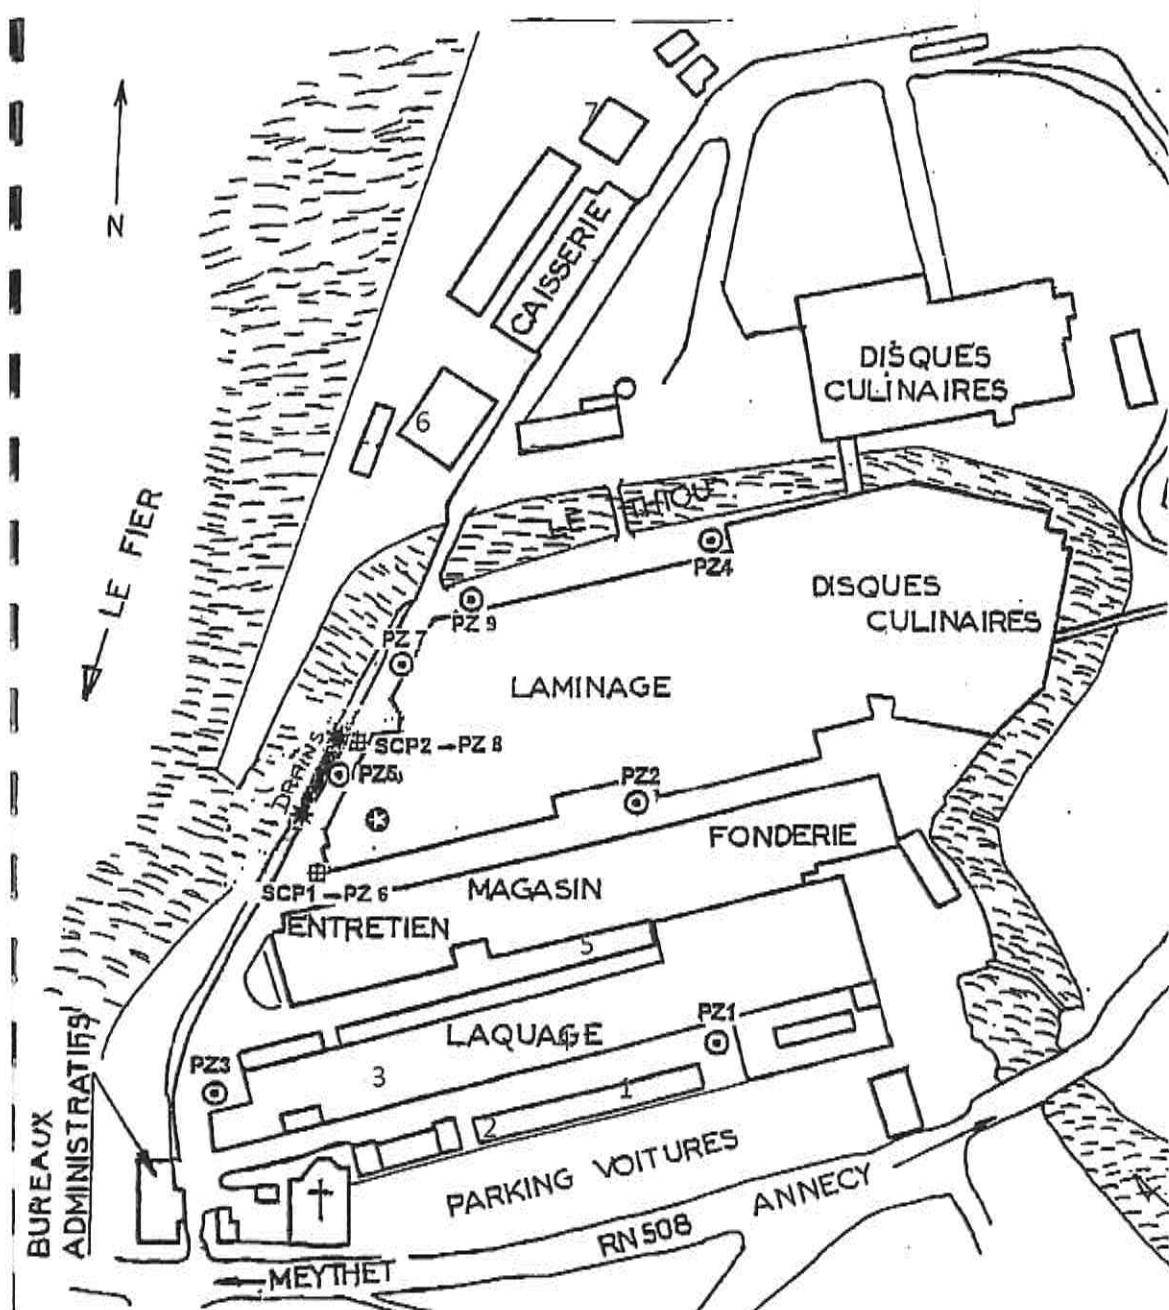 N
7
CAISSERIE
DISQUES
CULINAIRES
6
LE FIER
LE THIOU
PZ4
DISQUES
CULINAIRES
PZ 9
PZ 7
LAMINAGE
SCP2 → PZ 8
DRAINS
PZ5
PZ2
FONDERIE
SCP1 → PZ 6
MAGASIN
ENTRETIEN
5
PZ1
LAQUAGE
PZ3
3
1
2
BUREAUX
ADMINISTRATIFS
PARKING VOITURES
ANNECY
RN 508
MEYTHET